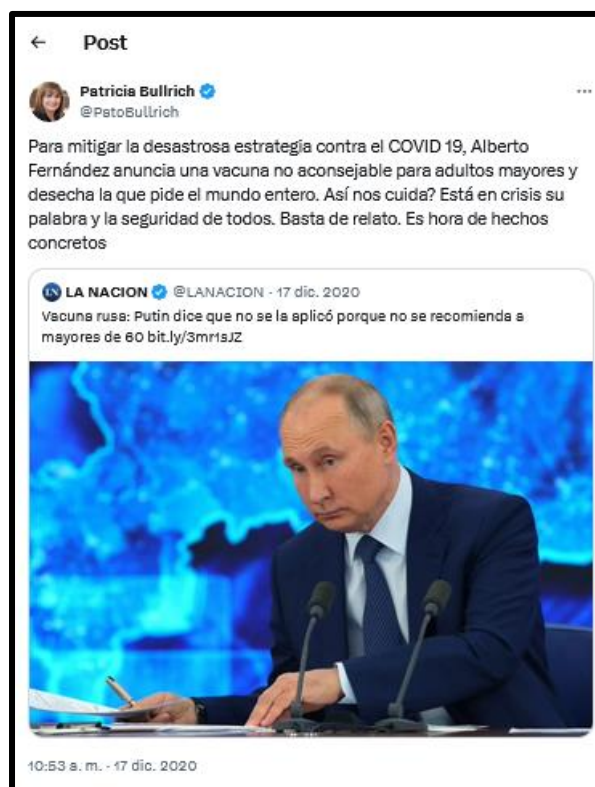 Post
Patricia Bullrich
@PatoBullrich
Para mitigar la desastrosa estrategia contra el COVID 19, Alberto
Fernández anuncia una vacuna no aconsejable para adultos mayores y
desecha la que pide el mundo entero. Así nos cuida? Está en crisis su
palabra y la seguridad de todos. Basta de relato. Es hora de hechos
concretos
LN LA NACION @LANACION · 17 dic. 2020
Vacuna rusa: Putin dice que no se la aplicó porque no se recomienda a
mayores de 60 bit.ly/3mr1sJZ
10:53 a. m. · 17 dic. 2020